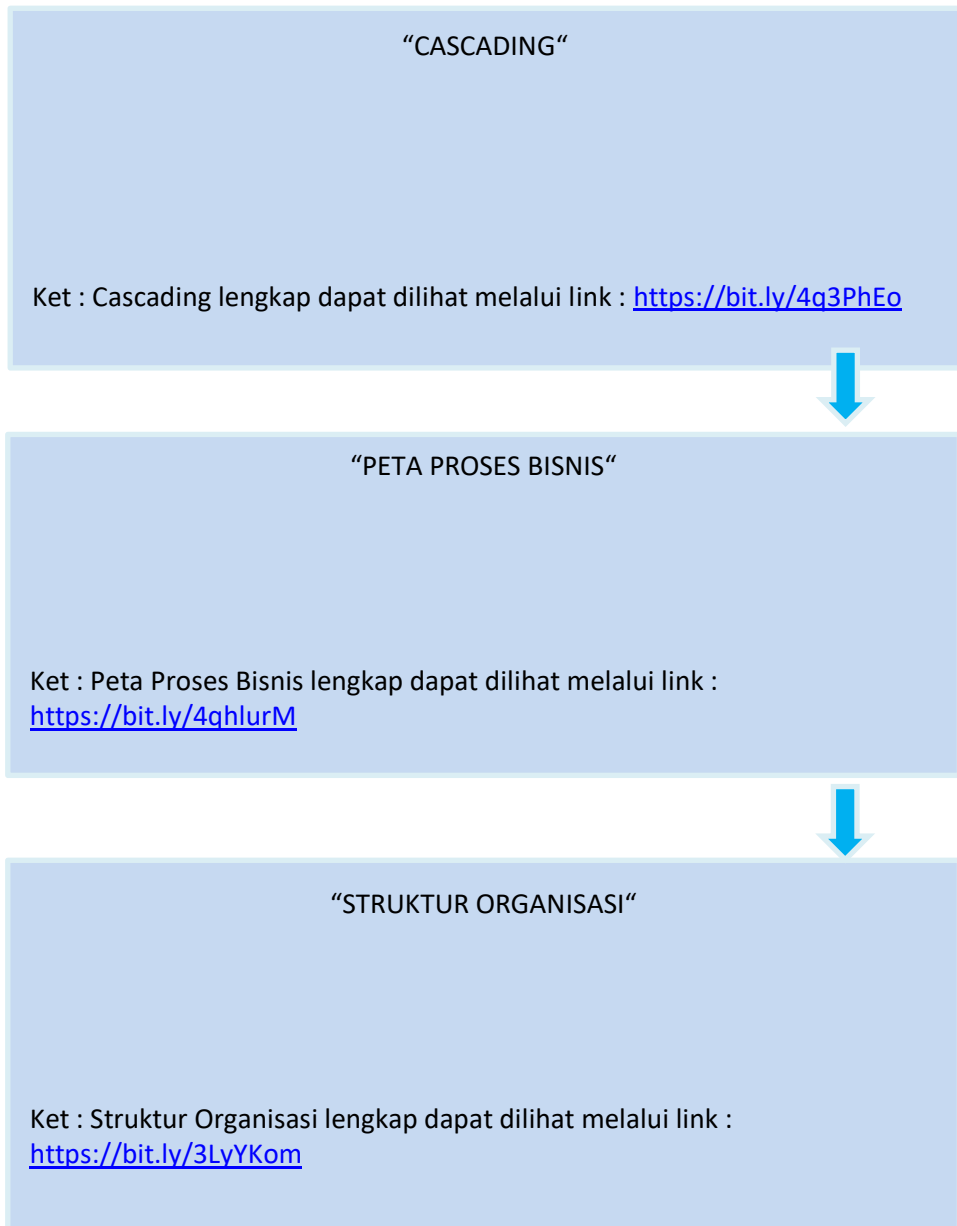 “CASCADING“
Ket : Cascading lengkap dapat dilihat melalui link : https://bit.ly/4q3PhEo
“PETA PROSES BISNIS“
Ket : Peta Proses Bisnis lengkap dapat dilihat melalui link :
https://bit.ly/4qhlurM
“STRUKTUR ORGANISASI“
Ket : Struktur Organisasi lengkap dapat dilihat melalui link :
https://bit.ly/3LyYKom